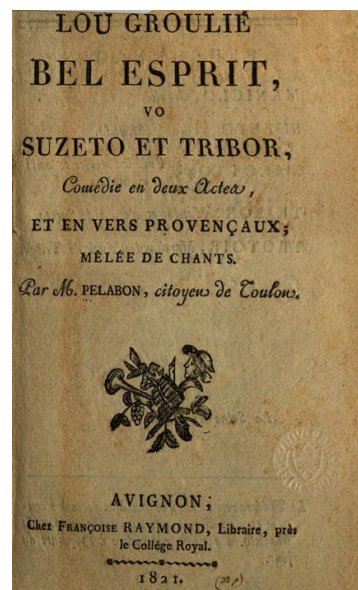 LOU GROULIÉ
BEL ESPRIT,
VO
SUZETO ET TRIBOR,
Comédie en deux Actes,
ET EN VERS PROVENÇAUX;
MÊLÉE DE CHANTS.
Par M. PELABON, citoyen de Toulon.
AVIGNON;
Chez FRANÇOISE RAYMOND, Libraire, près
le Collége Royal.
1821.